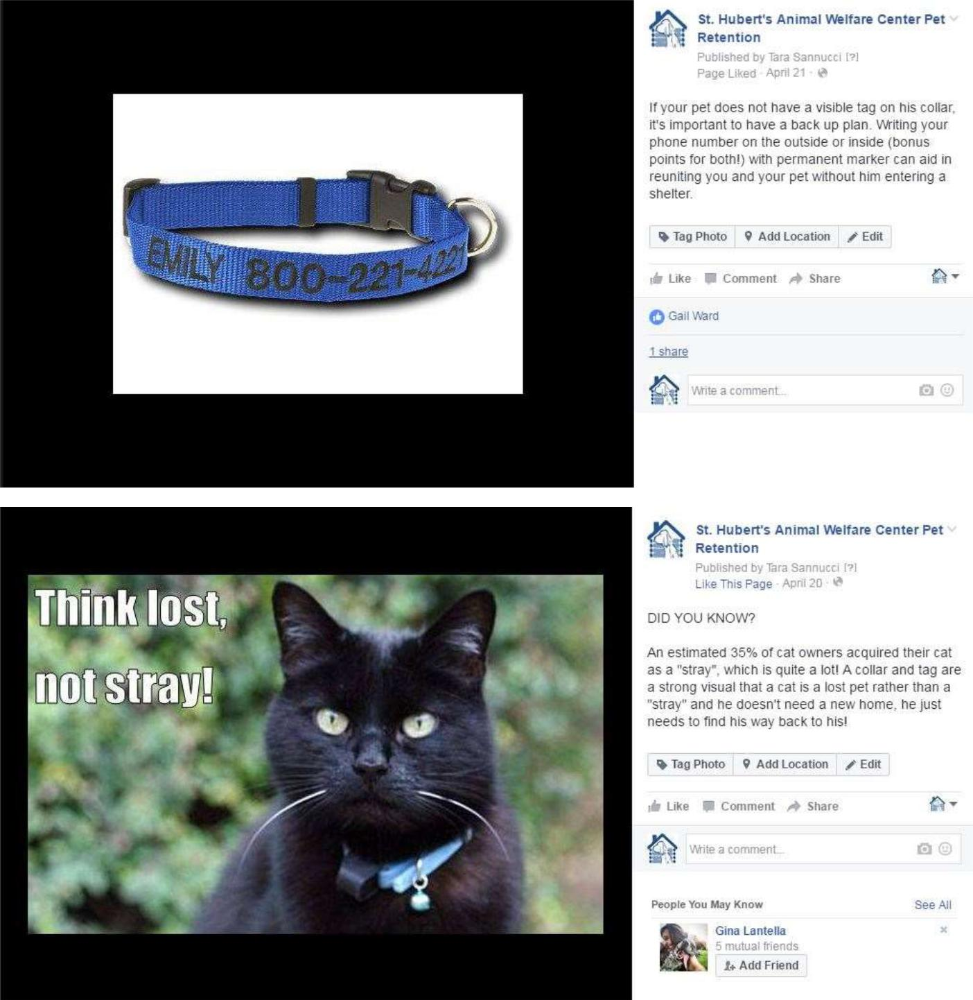 St. Hubert's Animal Welfare Center Pet
Retention
Published by Tara Sannucci [?]
Page Liked · April 21 ·
If your pet does not have a visible tag on his collar,
it's important to have a back up plan. Writing your
phone number on the outside or inside (bonus
points for both!) with permanent marker can aid in
reuniting you and your pet without him entering a
shelter.
Tag Photo Add Location Edit
Like Comment Share
Gail Ward
1 share
Write a comment...
EMILY 800-221-4221
St. Hubert's Animal Welfare Center Pet
Retention
Published by Tara Sannucci [?]
Like This Page · April 20 ·
DID YOU KNOW?
An estimated 35% of cat owners acquired their cat
as a "stray", which is quite a lot! A collar and tag are
a strong visual that a cat is a lost pet rather than a
"stray" and he doesn't need a new home, he just
needs to find his way back to his!
Tag Photo Add Location Edit
Like Comment Share
Write a comment...
People You May Know See All
Gina Lantella
5 mutual friends
Add Friend
Think lost,
not stray!